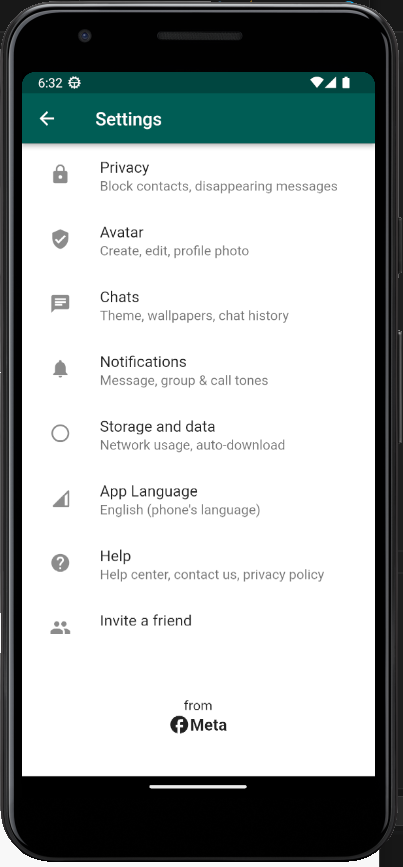 6:32
Settings
Privacy
Block contacts, disappearing messages
Avatar
Create, edit, profile photo
Chats
Theme, wallpapers, chat history
Notifications
Message, group & call tones
Storage and data
Network usage, auto-download
App Language
English (phone's language)
Help
Help center, contact us, privacy policy
Invite a friend
from
Meta